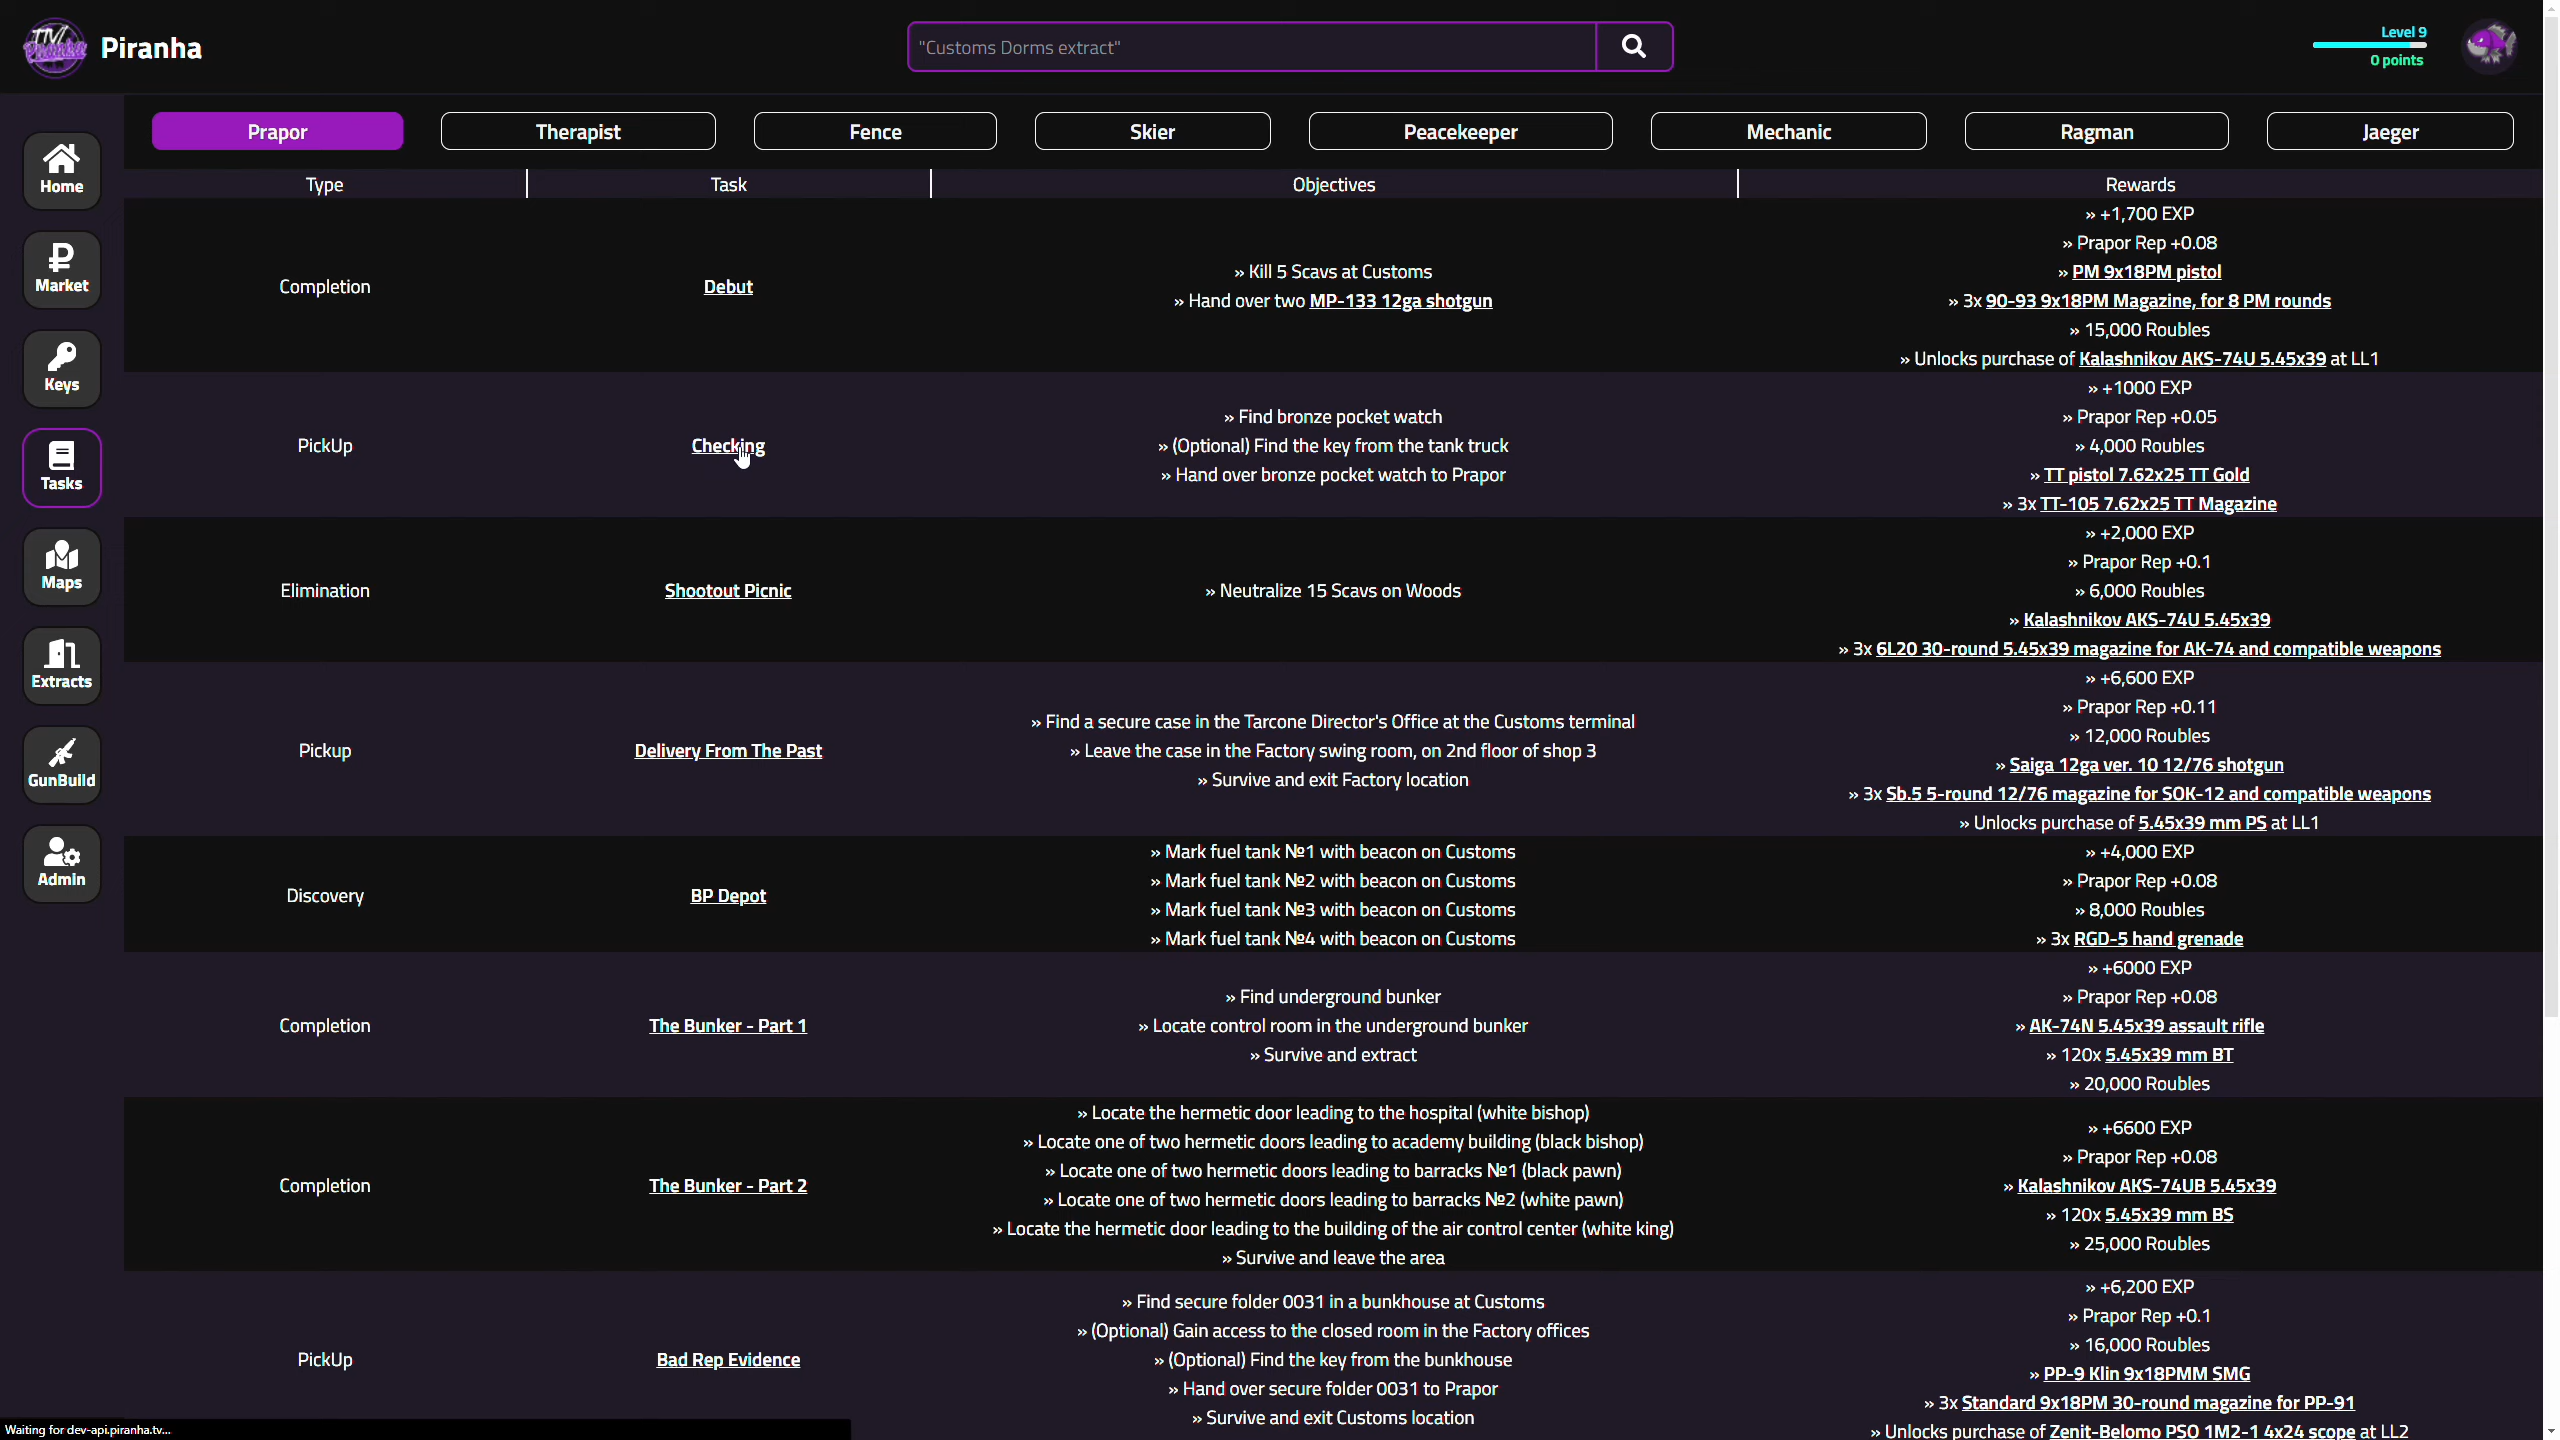 TV Piranha
Piranha
"Customs Dorms extract"
Level 9
0 points
Home
Market
Keys
Tasks
Maps
Extracts
GunBuild
Admin
Prapor Therapist Fence Skier Peacekeeper Mechanic Ragman Jaeger
Type Task Objectives Rewards
Completion
Debut
» Kill 5 Scavs at Customs
» Hand over two MP-133 12ga shotgun
» +1,700 EXP
» Prapor Rep +0.08
» PM 9x18PM pistol
» 3x 90-93 9x18PM Magazine, for 8 PM rounds
» 15,000 Roubles
» Unlocks purchase of Kalashnikov AKS-74U 5.45x39 at LL1
PickUp
Checking
» Find bronze pocket watch
» (Optional) Find the key from the tank truck
» Hand over bronze pocket watch to Prapor
» +1000 EXP
» Prapor Rep +0.05
» 4,000 Roubles
» TT pistol 7.62x25 TT Gold
» 3x TT-105 7.62x25 TT Magazine
Elimination
Shootout Picnic
» Neutralize 15 Scavs on Woods
» +2,000 EXP
» Prapor Rep +0.1
» 6,000 Roubles
» Kalashnikov AKS-74U 5.45x39
» 3x 6L20 30-round 5.45x39 magazine for AK-74 and compatible weapons
Pickup
Delivery From The Past
» Find a secure case in the Tarcone Director's Office at the Customs terminal
» Leave the case in the Factory swing room, on 2nd floor of shop 3
» Survive and exit Factory location
» +6,600 EXP
» Prapor Rep +0.11
» 12,000 Roubles
» Saiga 12ga ver. 10 12/76 shotgun
» 3x Sb.5 5-round 12/76 magazine for SOK-12 and compatible weapons
» Unlocks purchase of 5.45x39 mm PS at LL1
Discovery
BP Depot
» Mark fuel tank №1 with beacon on Customs
» Mark fuel tank №2 with beacon on Customs
» Mark fuel tank №3 with beacon on Customs
» Mark fuel tank №4 with beacon on Customs
» +4,000 EXP
» Prapor Rep +0.08
» 8,000 Roubles
» 3x RGD-5 hand grenade
Completion
The Bunker - Part 1
» Find underground bunker
» Locate control room in the underground bunker
» Survive and extract
» +6000 EXP
» Prapor Rep +0.08
» AK-74N 5.45x39 assault rifle
» 120x 5.45x39 mm BT
» 20,000 Roubles
Completion
The Bunker - Part 2
» Locate the hermetic door leading to the hospital (white bishop)
» Locate one of two hermetic doors leading to academy building (black bishop)
» Locate one of two hermetic doors leading to barracks №1 (black pawn)
» Locate one of two hermetic doors leading to barracks №2 (white pawn)
» Locate the hermetic door leading to the building of the air control center (white king)
» Survive and leave the area
» +6600 EXP
» Prapor Rep +0.08
» Kalashnikov AKS-74UB 5.45x39
» 120x 5.45x39 mm BS
» 25,000 Roubles
PickUp
Bad Rep Evidence
» Find secure folder 0031 in a bunkhouse at Customs
» (Optional) Gain access to the closed room in the Factory offices
» (Optional) Find the key from the bunkhouse
» Hand over secure folder 0031 to Prapor
» Survive and exit Customs location
» +6,200 EXP
» Prapor Rep +0.1
» 16,000 Roubles
» PP-9 Klin 9x18PMM SMG
» 3x Standard 9x18PM 30-round magazine for PP-91
» Unlocks purchase of Zenit-Belomo PSO 1M2-1 4x24 scope at LL2
Waiting for dev-api.piranha.tv...